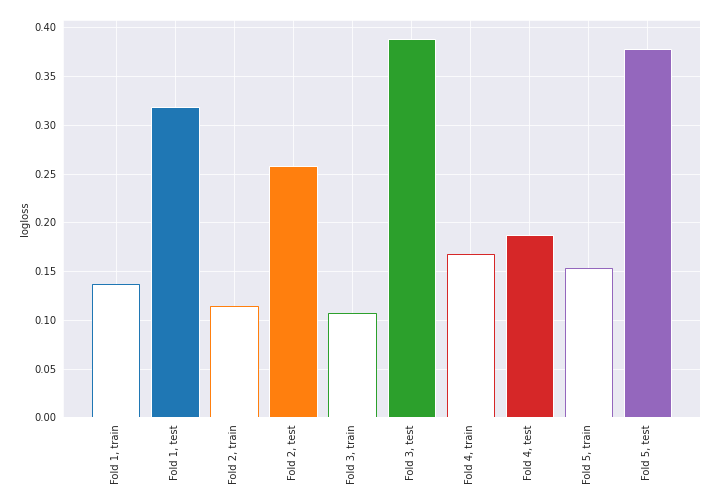 0.40
0.35
0.30
0.25
0.20
0.15
0.10
0.05
0.00
logloss
Fold 1, train
Fold 1, test
Fold 2, train
Fold 2, test
Fold 3, train
Fold 3, test
Fold 4, train
Fold 4, test
Fold 5, train
Fold 5, test